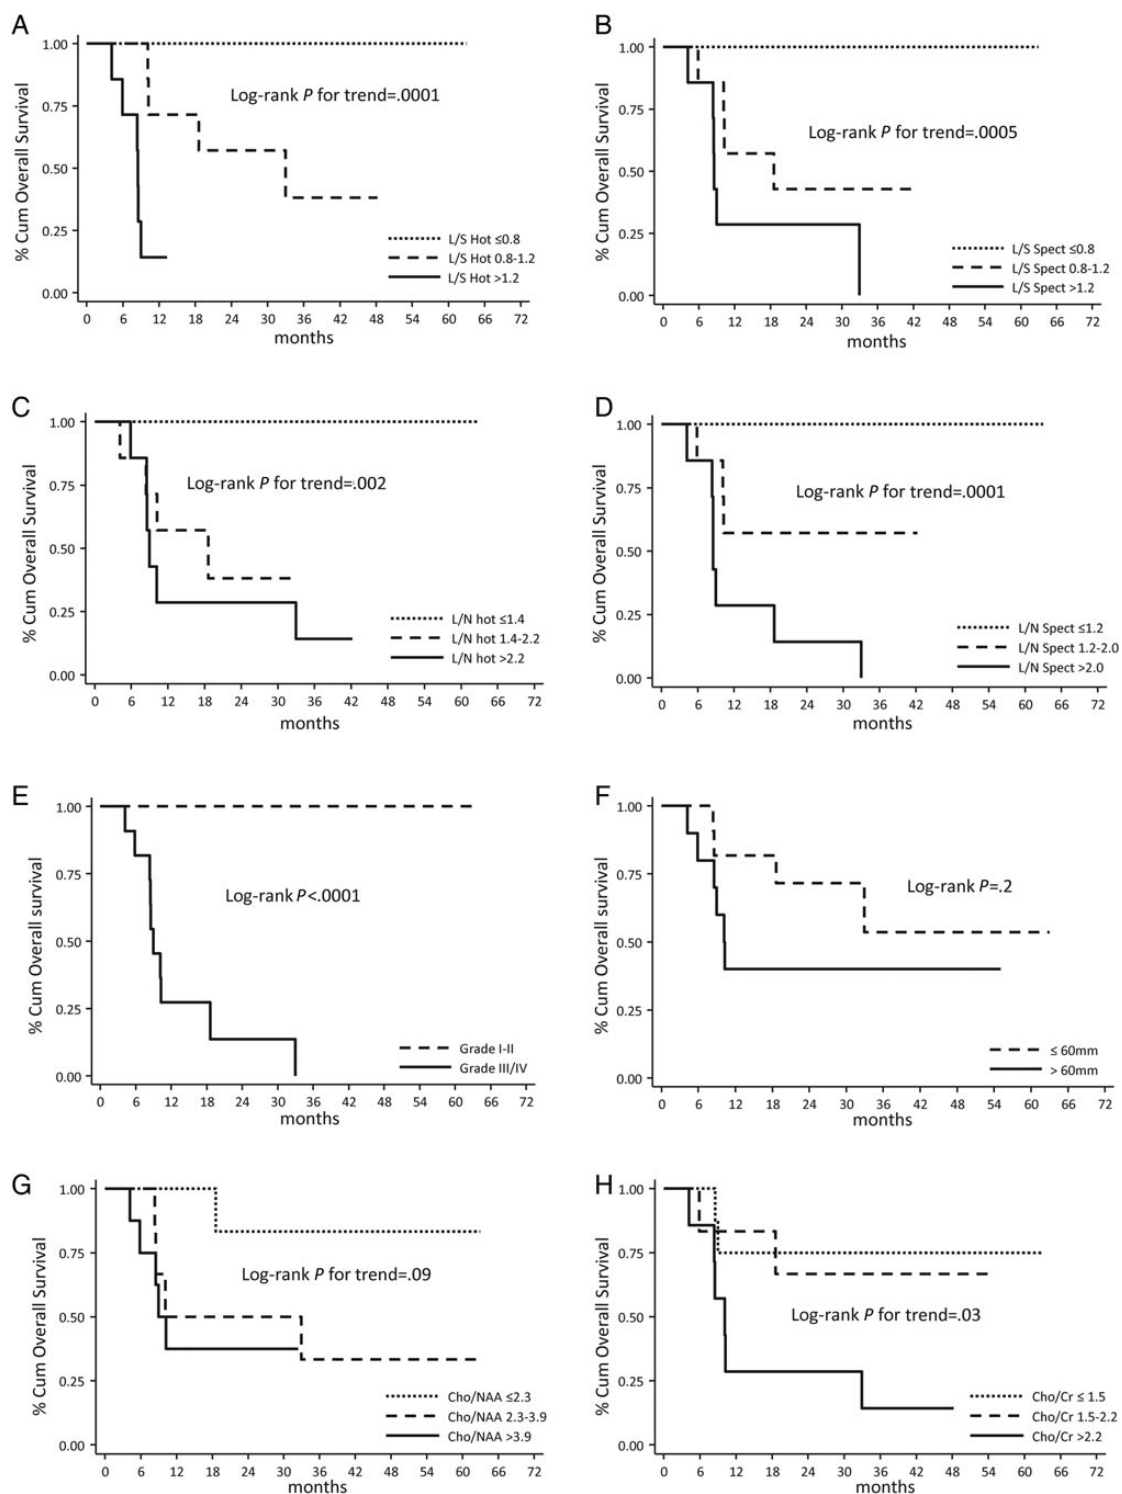 A
% Cum Overall Survival
1.00
0.75
0.50
0.25
0.00
Log-rank P for trend=.0001
L/S Hot ≤0.8
L/S Hot 0.8-1.2
L/S Hot >1.2
0 6 12 18 24 30 36 42 48 54 60 66 72
months
B
% Cum Overall Survival
1.00
0.75
0.50
0.25
0.00
Log-rank P for trend=.0005
L/S Spect ≤0.8
L/S Spect 0.8-1.2
L/S Spect >1.2
0 6 12 18 24 30 36 42 48 54 60 66 72
months
C
% Cum Overall Survival
1.00
0.75
0.50
0.25
0.00
Log-rank P for trend=.002
L/N hot ≤1.4
L/N hot 1.4-2.2
L/N hot >2.2
0 6 12 18 24 30 36 42 48 54 60 66 72
months
D
% Cum Overall Survival
1.00
0.75
0.50
0.25
0.00
Log-rank P for trend=.0001
L/N Spect ≤1.2
L/N Spect 1.2-2.0
L/N Spect >2.0
0 6 12 18 24 30 36 42 48 54 60 66 72
months
E
% Cum Overall survival
1.00
0.75
0.50
0.25
0.00
Log-rank P<.0001
Grade I-II
Grade III/IV
0 6 12 18 24 30 36 42 48 54 60 66 72
months
F
% Cum Overall Survival
1.00
0.75
0.50
0.25
0.00
Log-rank P=.2
≤ 60mm
> 60mm
0 6 12 18 24 30 36 42 48 54 60 66 72
months
G
% Cum Overall Survival
1.00
0.75
0.50
0.25
0.00
Log-rank P for trend=.09
Cho/NAA ≤2.3
Cho/NAA 2.3-3.9
Cho/NAA >3.9
0 6 12 18 24 30 36 42 48 54 60 66 72
months
H
% Cum Overall Survival
1.00
0.75
0.50
0.25
0.00
Log-rank P for trend=.03
Cho/Cr ≤ 1.5
Cho/Cr 1.5-2.2
Cho/Cr >2.2
0 6 12 18 24 30 36 42 48 54 60 66 72
months